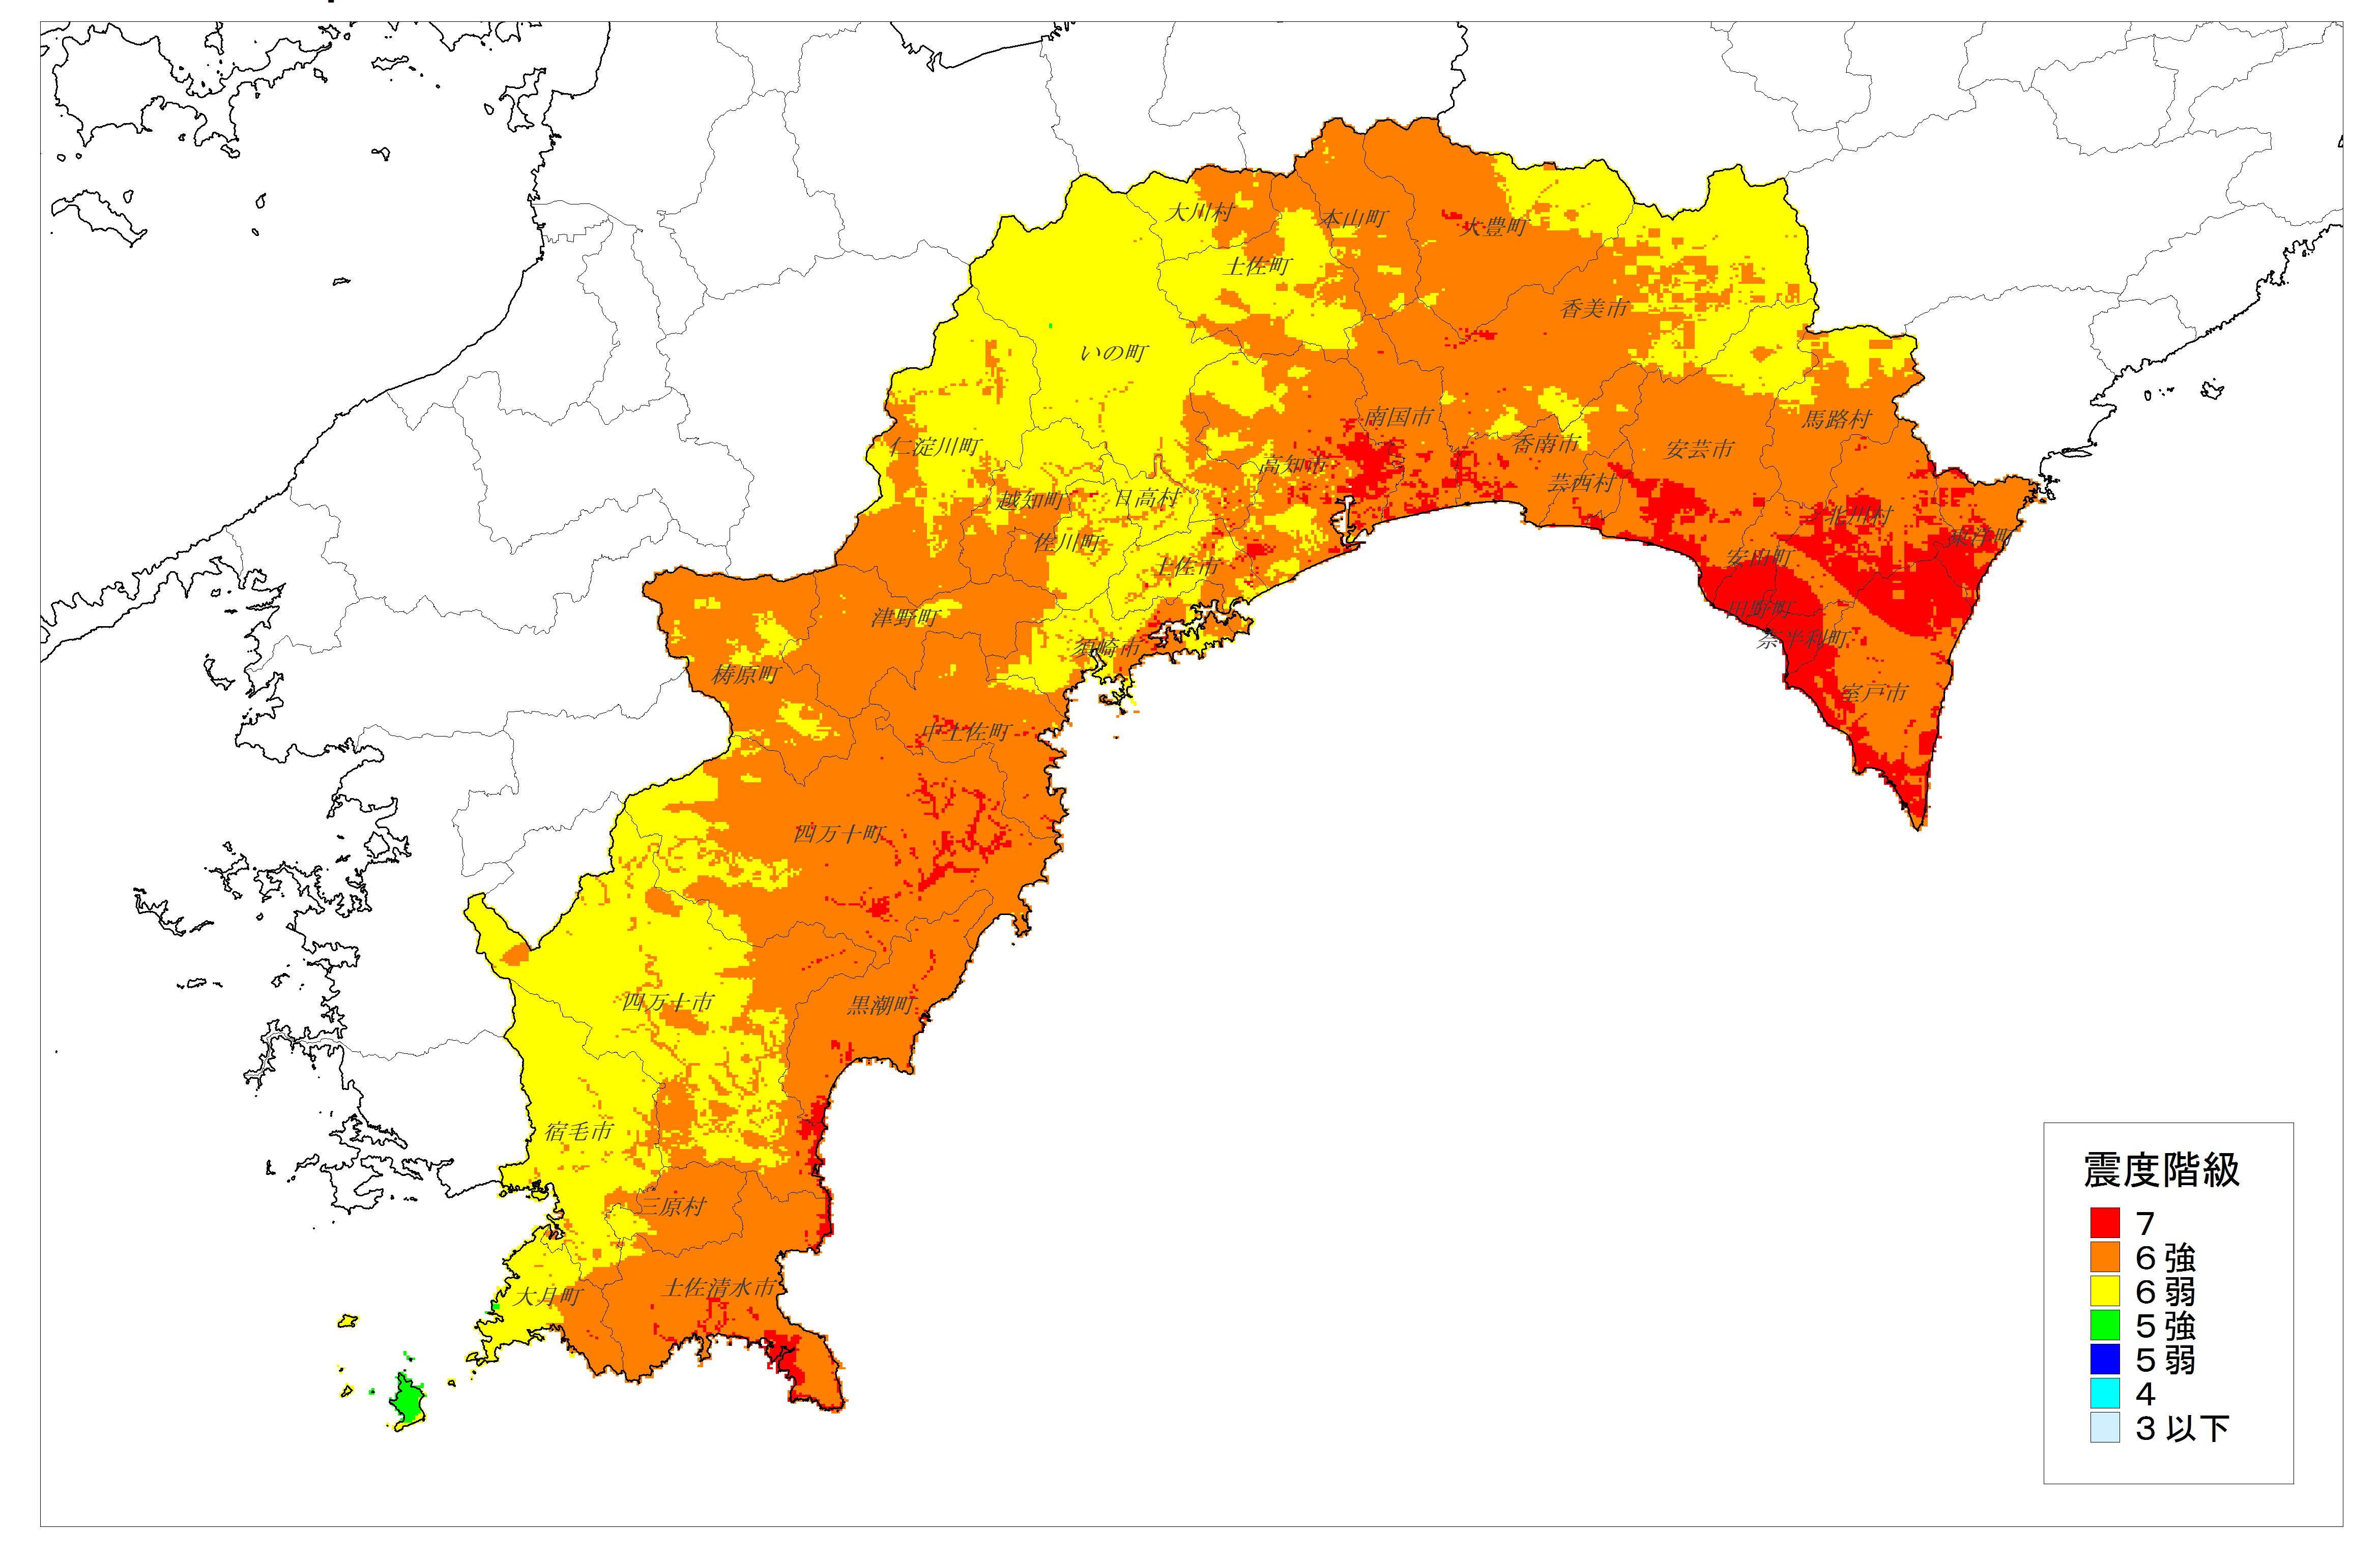 大川村
本山町
大豊町
土佐町
香美市
いの町
南国市
馬路村
仁淀川町
香南市
安芸市
高知市
芸西村
越知町
日高村
北川村
佐川町
東洋町
安田町
土佐市
津野町
田野町
須崎市
奈半利町
梼原町
室戸市
中土佐町
四万十町
四万十市
黒潮町
宿毛市
三原村
土佐清水市
大月町
震度階級
7
6強
6弱
5強
5弱
4
3以下